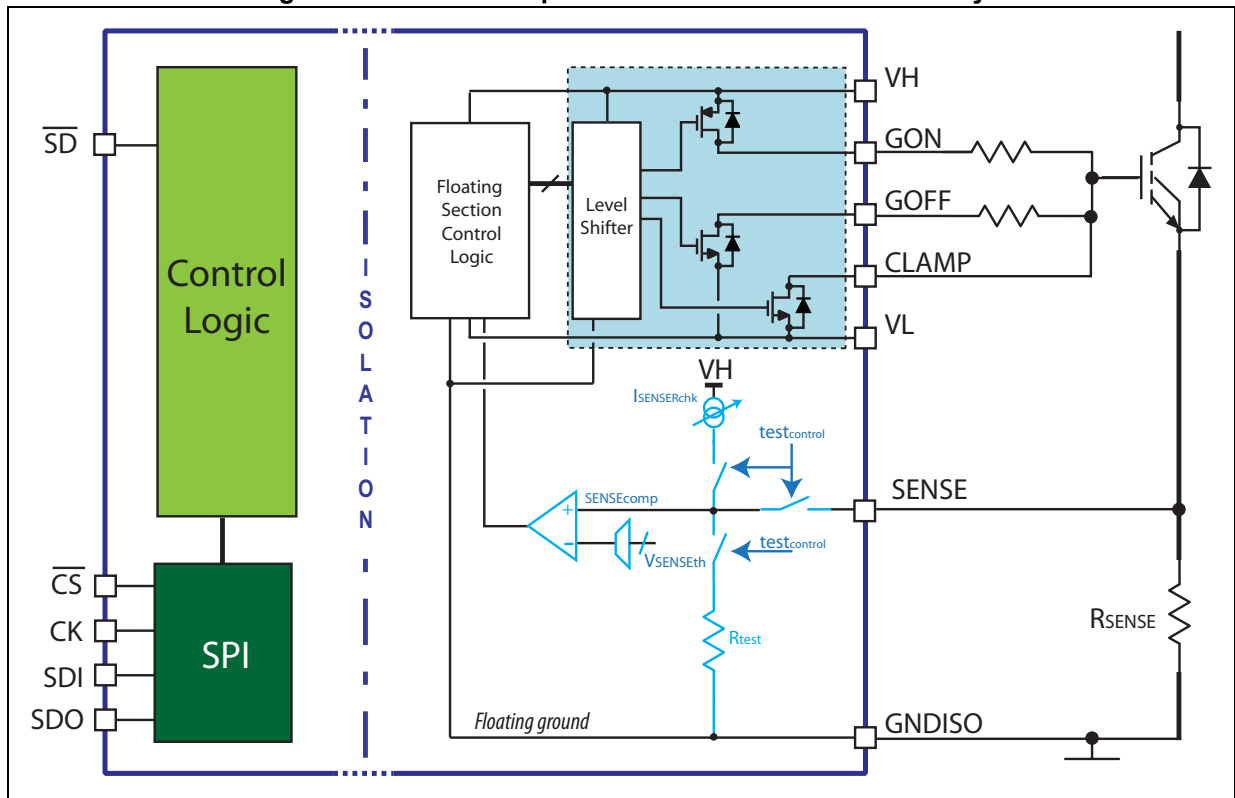 SD
CS
CK
SDI
SDO
Control
Logic
SPI
I
S
O
L
A
T
I
O
N
Floating
Section
Control
Logic
Level
Shifter
VH
GON
GOFF
CLAMP
VL
VH
ISENSERchk
testcontrol
SENSEcomp
+
−
VSENSEth
testcontrol
Rtest
SENSE
RSENSE
Floating ground
GNDISO